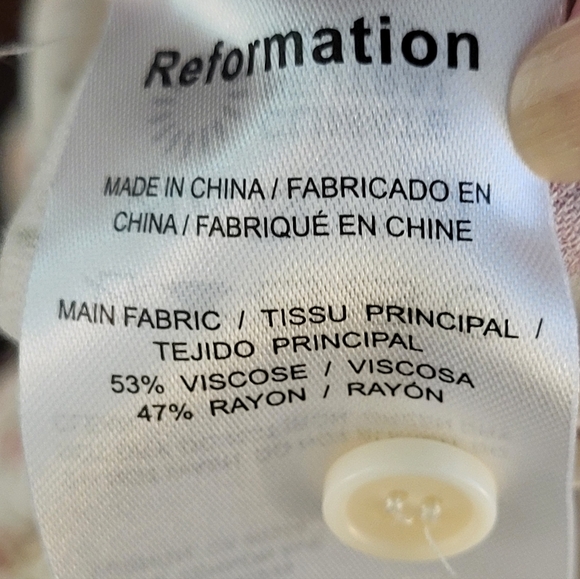 Reformation
MADE IN CHINA / FABRICADO EN
CHINA / FABRIQUÉ EN CHINE
MAIN FABRIC / TISSU PRINCIPAL /
TEJIDO PRINCIPAL
53% VISCOSE / VISCOSA
47% RAYON / RAYÓN